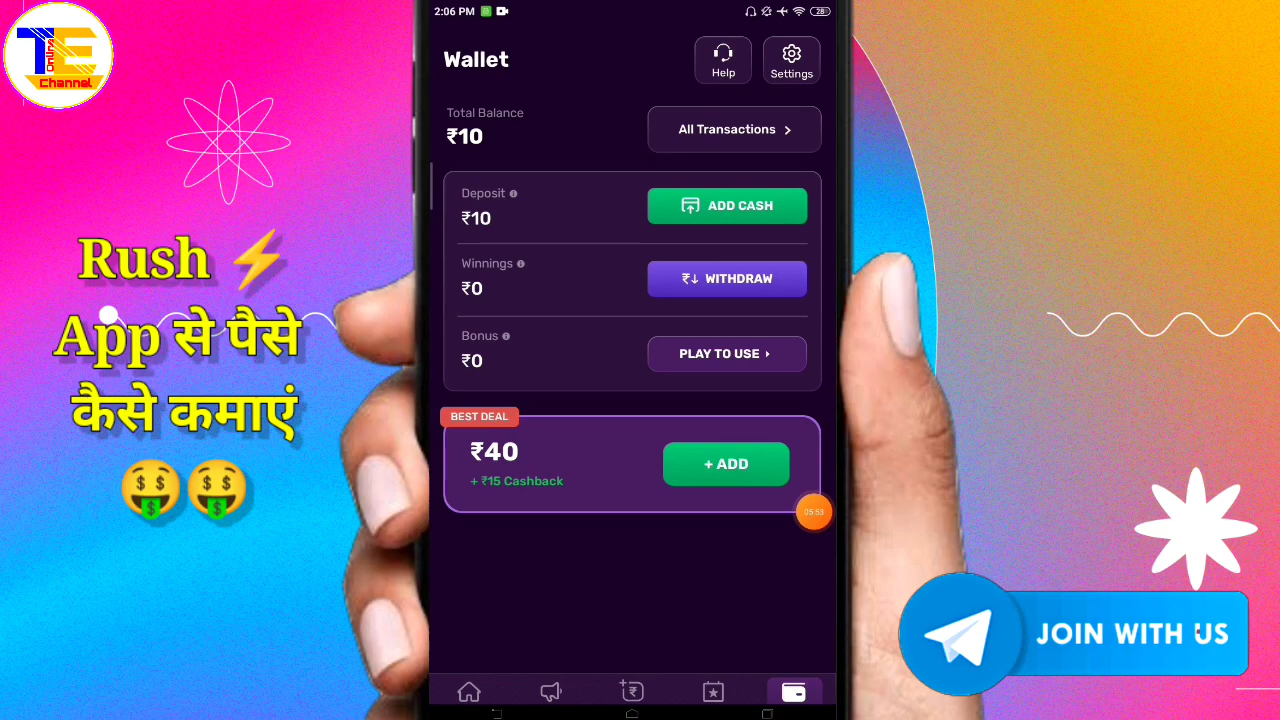 TE
Online
Channel
Rush ⚡
App से पैसे
कैसे कमाएं
🤑🤑
2:06 PM
28
Wallet
Help
Settings
Total Balance
₹10
All Transactions >
Deposit
₹10
ADD CASH
Winnings
₹0
₹↓ WITHDRAW
Bonus
₹0
PLAY TO USE
BEST DEAL
₹40
+ ₹15 Cashback
+ ADD
05:53
JOIN WITH US